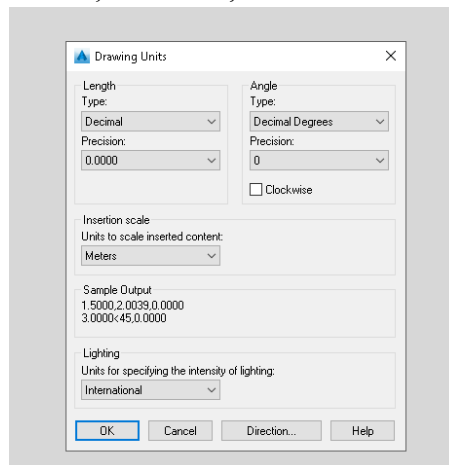 Drawing Units
Length
Type:
Decimal
Precision:
0.0000
Angle
Type:
Decimal Degrees
Precision:
0
Clockwise
Insertion scale
Units to scale inserted content:
Meters
Sample Output
1.5000,2.0039,0.0000
3.0000<45,0.0000
Lighting
Units for specifying the intensity of lighting:
International
OK Cancel Direction... Help